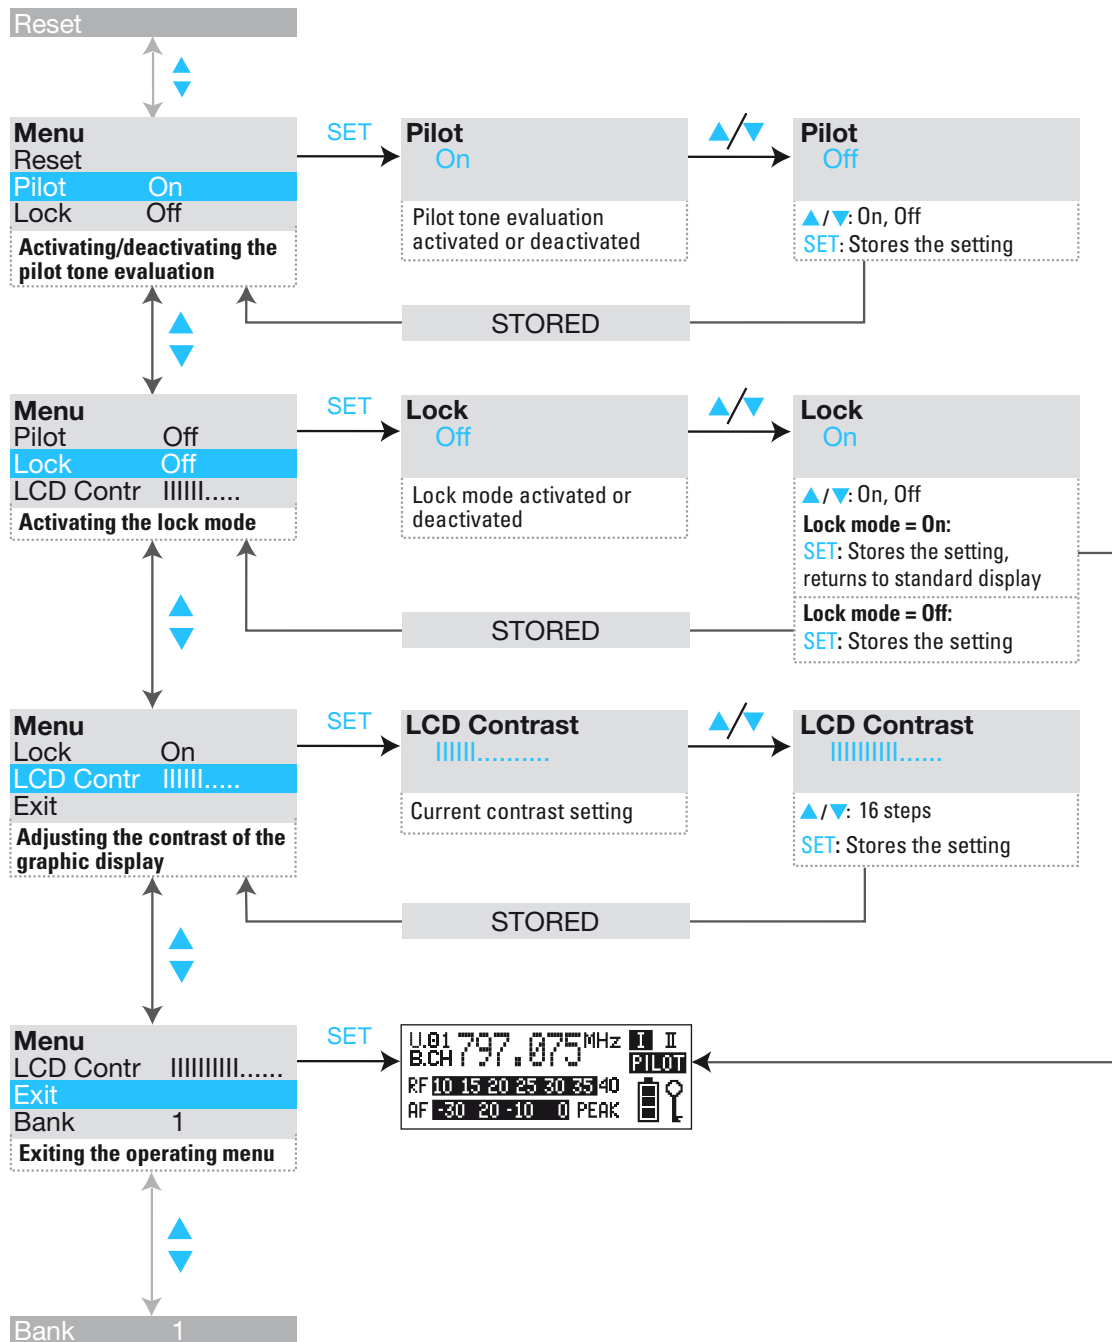 Reset
Menu
Reset
Pilot On
Lock Off
Activating/deactivating the
pilot tone evaluation
SET
Pilot
On
Pilot tone evaluation
activated or deactivated
▲/▼
Pilot
Off
▲/▼: On, Off
SET: Stores the setting
STORED
Menu
Pilot Off
Lock Off
LCD Contr IIIIII.....
Activating the lock mode
SET
Lock
Off
Lock mode activated or
deactivated
▲/▼
Lock
On
▲/▼: On, Off
Lock mode = On:
SET: Stores the setting,
returns to standard display
Lock mode = Off:
SET: Stores the setting
STORED
Menu
Lock On
LCD Contr IIIIII.....
Exit
Adjusting the contrast of the
graphic display
SET
LCD Contrast
IIIIII..........
Current contrast setting
▲/▼
LCD Contrast
IIIIIIIIII......
▲/▼: 16 steps
SET: Stores the setting
STORED
Menu
LCD Contr IIIIIIIIII......
Exit
Bank 1
Exiting the operating menu
SET
U.01 797.075 MHz I II
B.CH PILOT
RF 10 15 20 25 30 35 40
AF -30 20 -10 0 PEAK
Bank 1